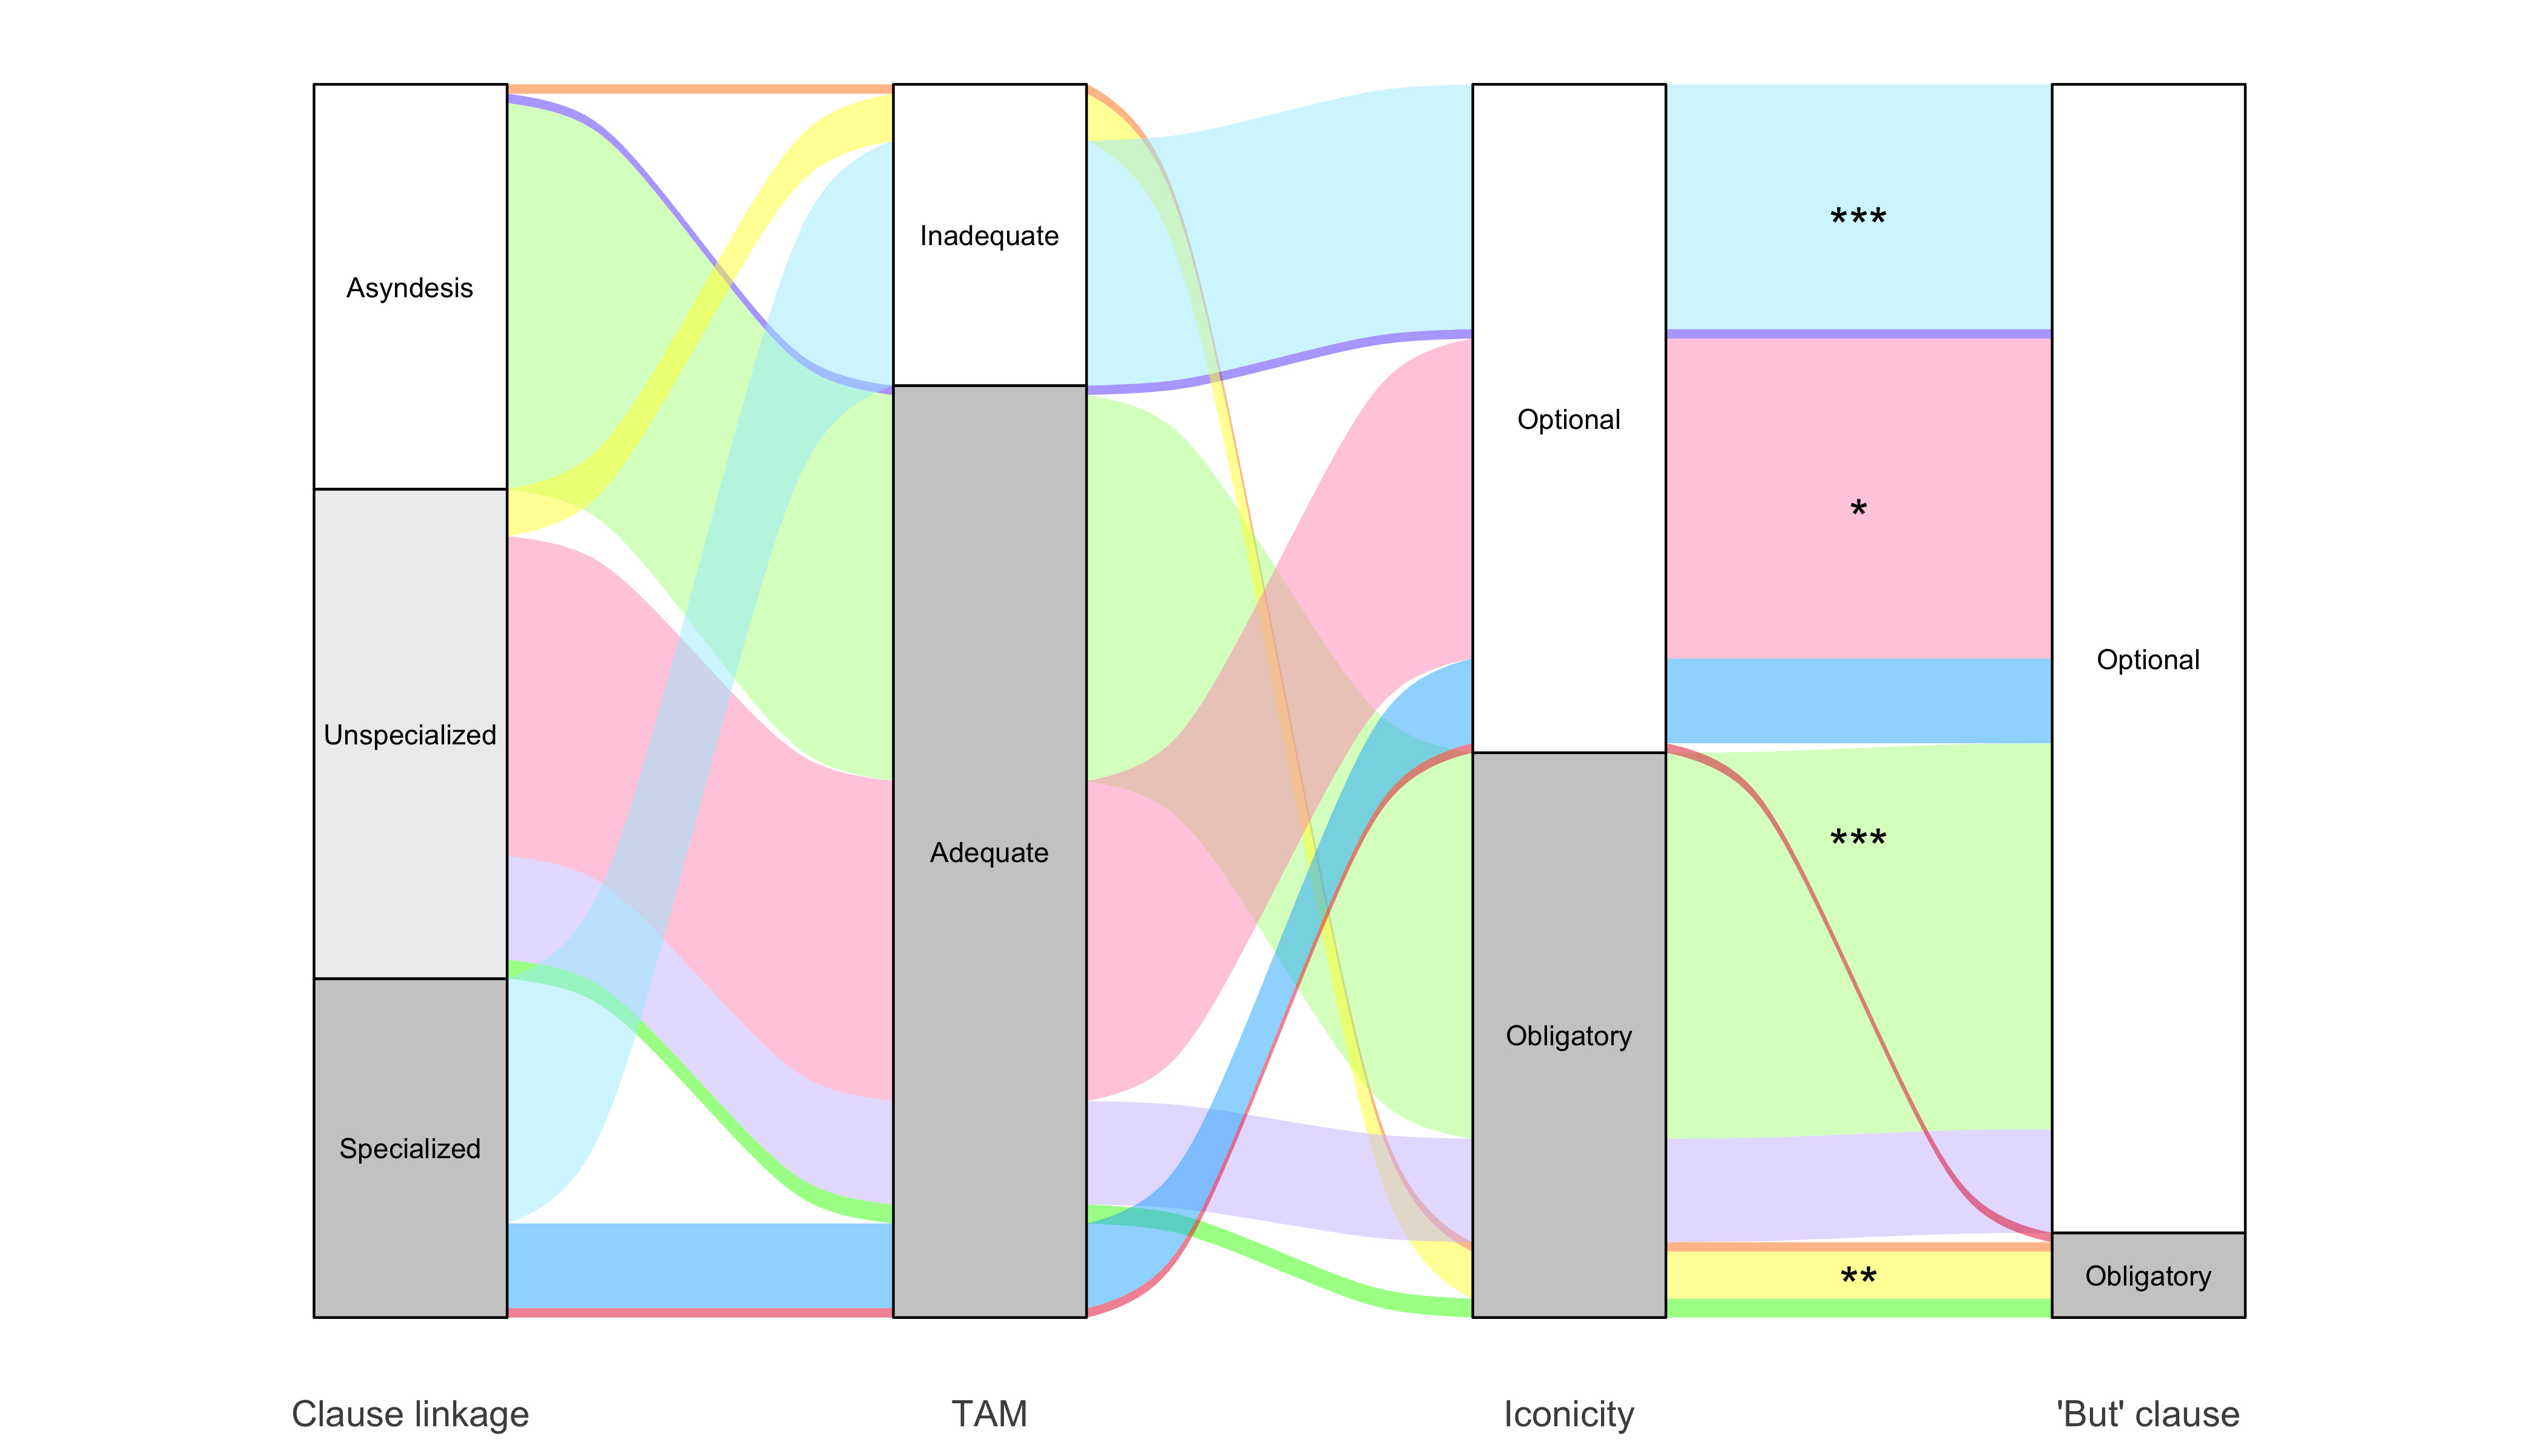 Asyndesis
Unspecialized
Specialized
Inadequate
Adequate
Optional
Obligatory
***
*
***
**
Optional
Obligatory
Clause linkage
TAM
Iconicity
'But' clause